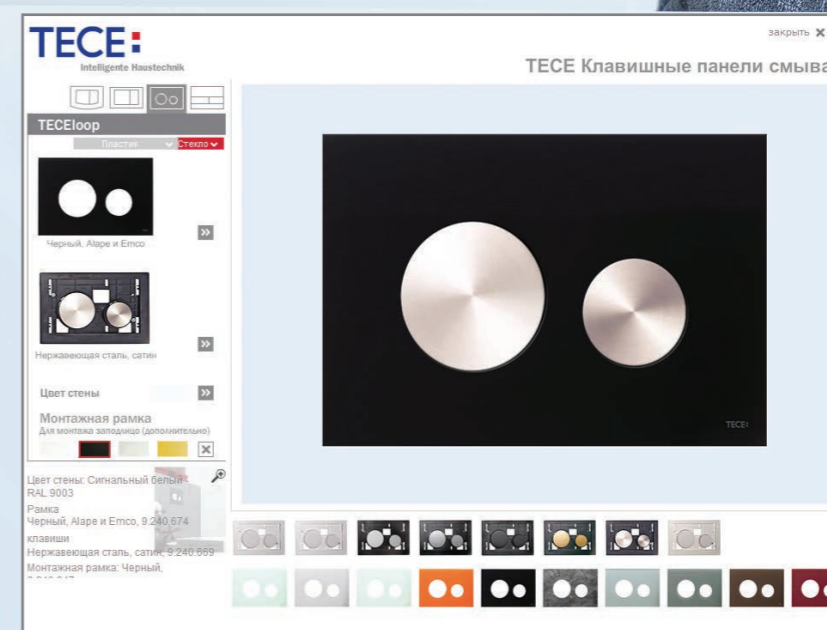 TECE:
Intelligente Haustechnik
закрыть ×
TECE Клавишные панели смыва
TECEloop
Пластик
Стекло
Черный, Alape и Emco
Нержавеющая сталь, сатин
Цвет стены
Монтажная рамка
Для монтажа заподлицо (дополнительно)
Цвет стены: Сигнальный белый
RAL 9003
Рамка
Черный, Alape и Emco, 9.240.674
клавиши
Нержавеющая сталь, сатин, 9.240.669
Монтажная рамка: Черный,
TECE: